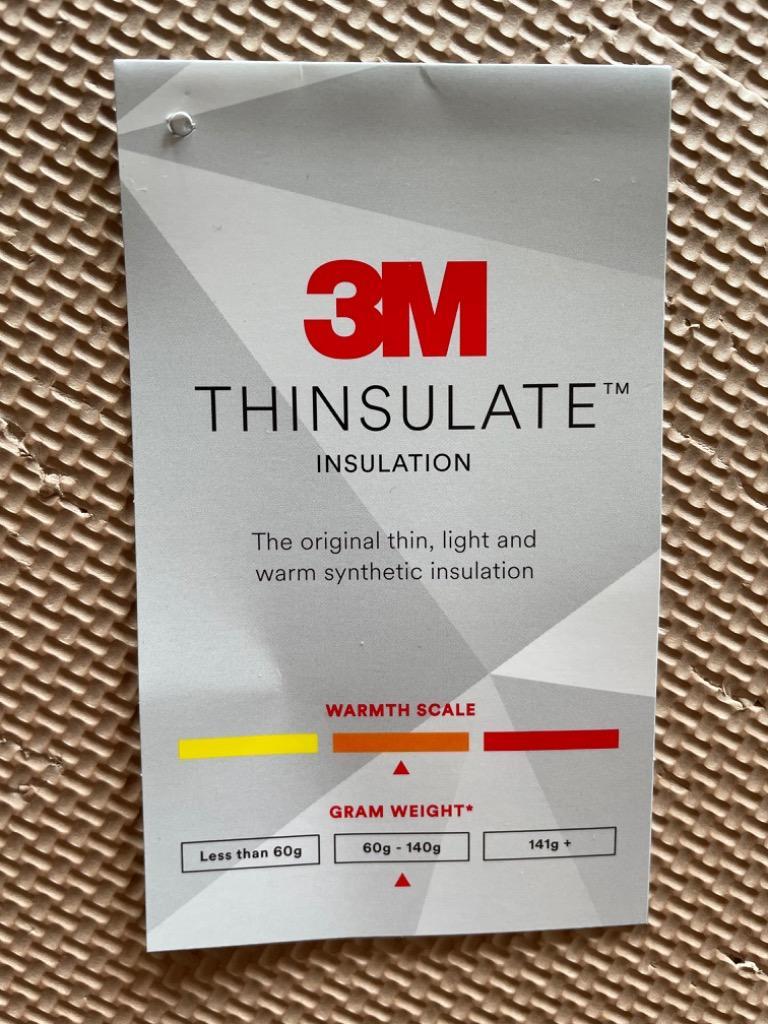 3M
THINSULATE™
INSULATION
The original thin, light and
warm synthetic insulation
WARMTH SCALE
GRAM WEIGHT*
Less than 60g 60g - 140g 141g +